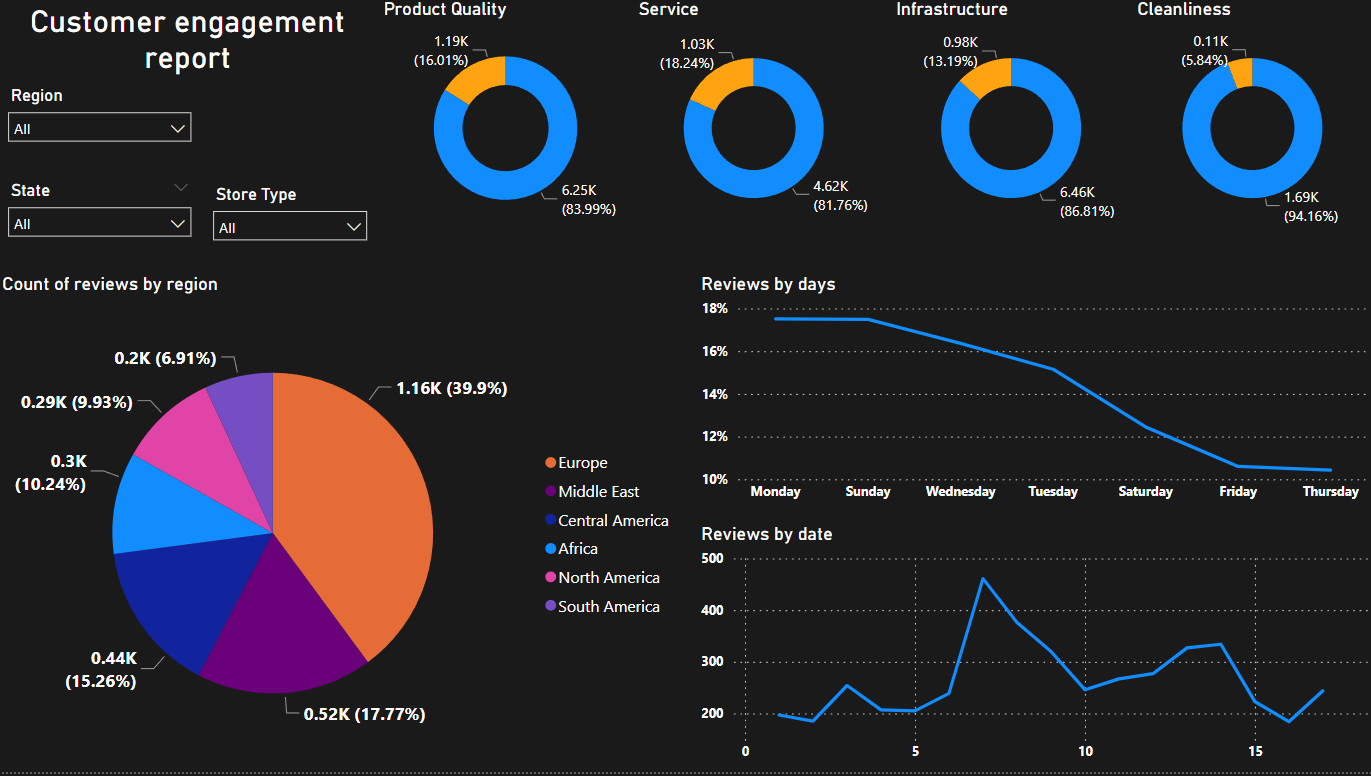 Customer engagement
report
Product Quality
Service
Infrastructure
Cleanliness
1.19K
(16.01%)
6.25K
(83.99%)
1.03K
(18.24%)
4.62K
(81.76%)
0.98K
(13.19%)
6.46K
(86.81%)
0.11K
(5.84%)
1.69K
(94.16%)
Region
All
State
All
Store Type
All
Count of reviews by region
0.2K (6.91%)
1.16K (39.9%)
0.29K (9.93%)
0.3K
(10.24%)
0.44K
(15.26%)
0.52K (17.77%)
Europe
Middle East
Central America
Africa
North America
South America
Reviews by days
18%
16%
14%
12%
10%
Monday Sunday Wednesday Tuesday Saturday Friday Thursday
Reviews by date
500
400
300
200
0 5 10 15